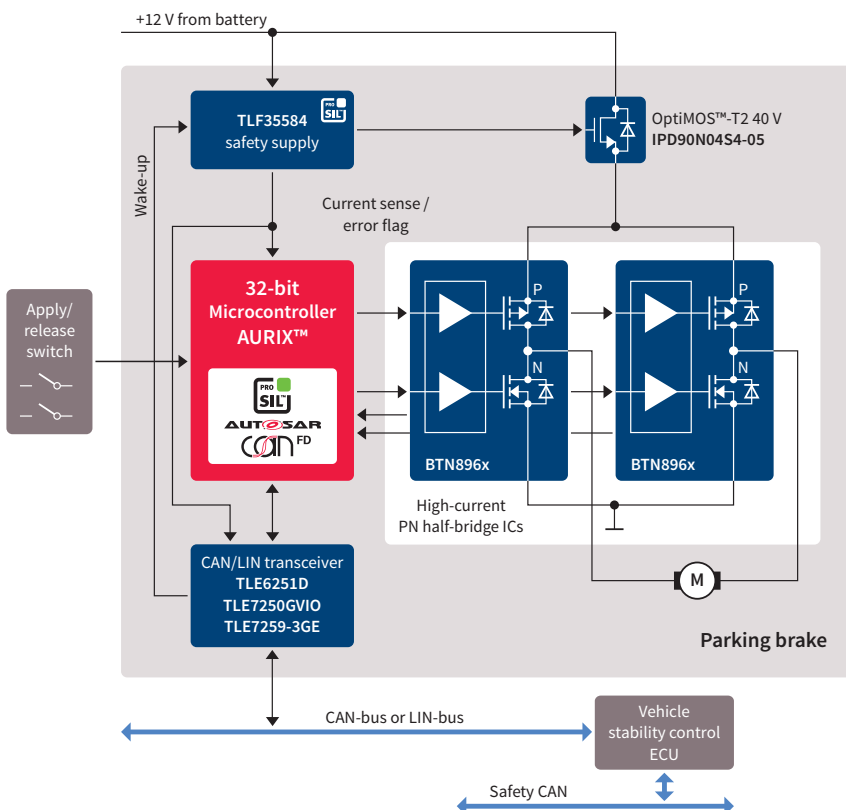 +12 V from battery
TLF35584
safety supply
PRO
SIL™
OptiMOS™-T2 40 V
IPD90N04S4-05
Wake-up
Current sense /
error flag
Apply/
release
switch
32-bit
Microcontroller
AURIX™
PRO
SIL™
AUTOSAR
CAN FD
P
N
BTN896x
P
N
BTN896x
High-current
PN half-bridge ICs
CAN/LIN transceiver
TLE6251D
TLE7250GVIO
TLE7259-3GE
M
Parking brake
CAN-bus or LIN-bus
Vehicle
stability control
ECU
Safety CAN